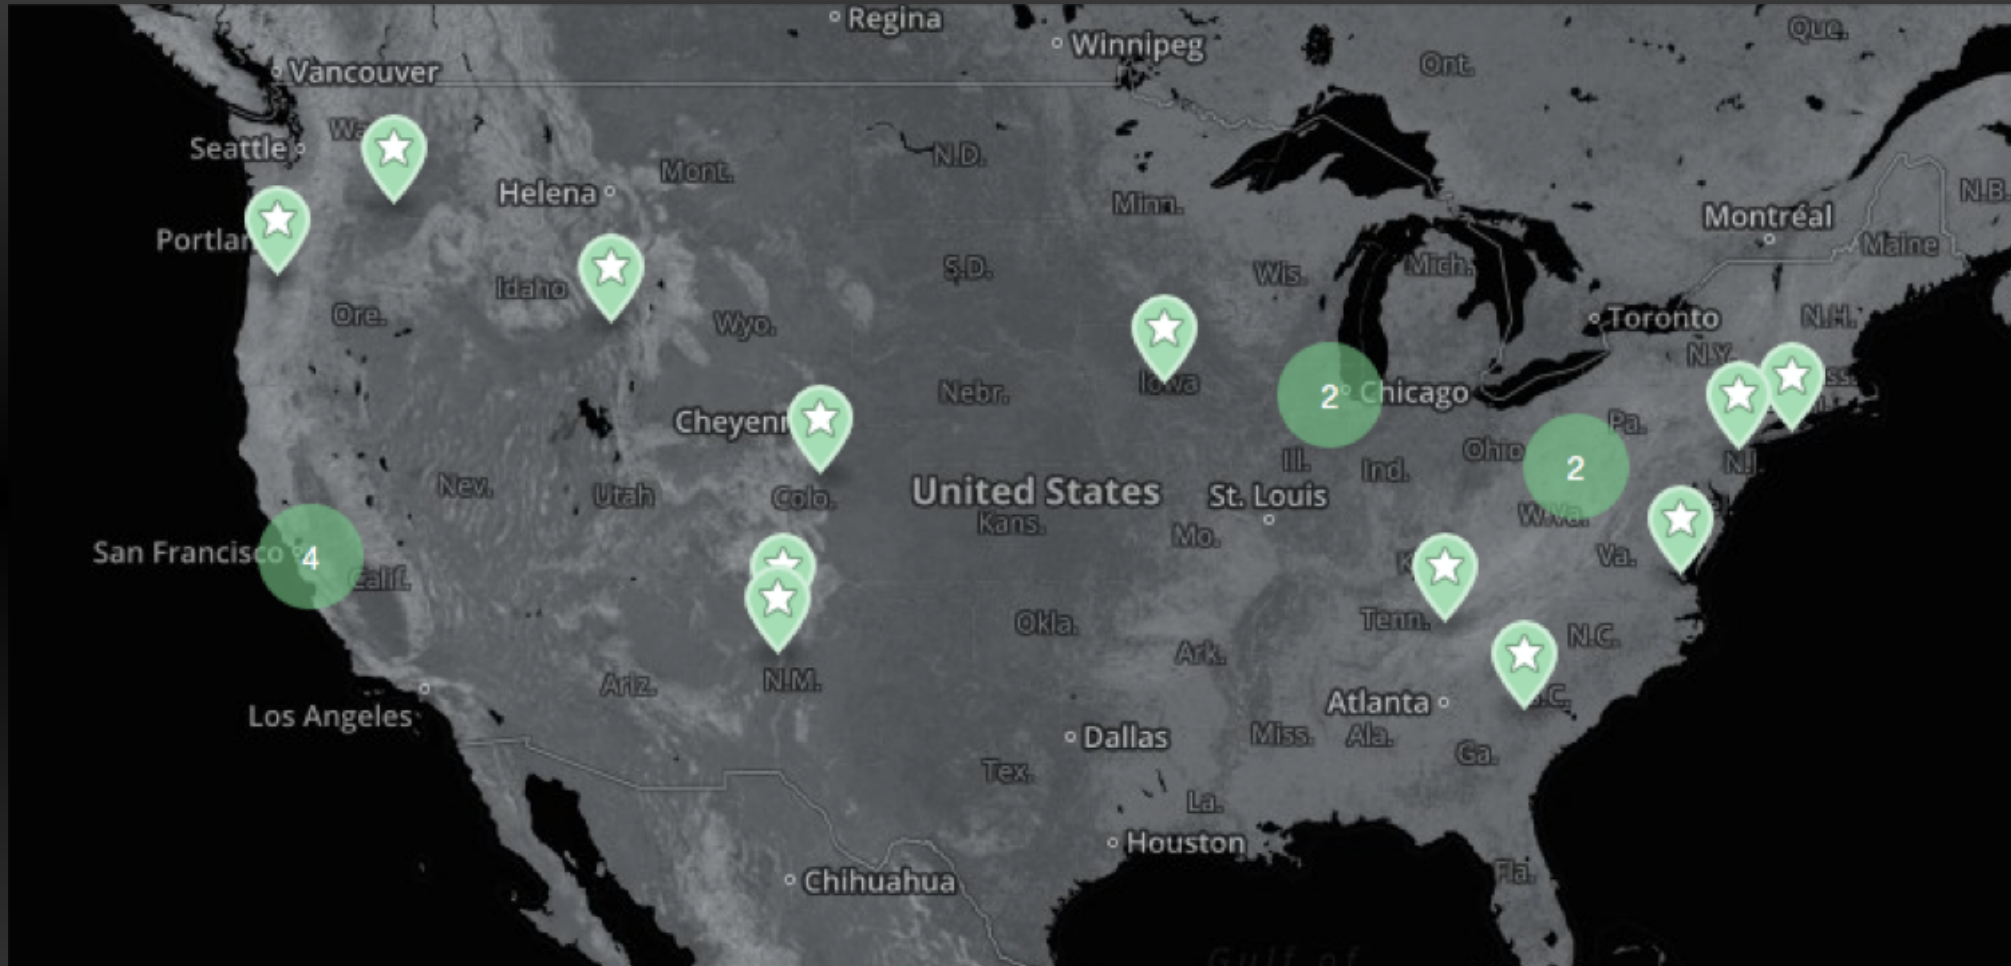 Regina
Winnipeg
Que.
Ont.
Vancouver
Seattle
Helena
Mont.
N.D.
Minn.
N.B.
Montréal
Maine
Idaho
S.D.
Wis.
Mich.
Ore.
Wyo.
Toronto
N.H.
N.Y.
Iowa
Nebr.
2
Chicago
Pa.
Ohio
2
Ill.
Ind.
N.J.
Nev.
Utah
Colo.
United States
Kans.
St. Louis
Mo.
W.Va.
Va.
San Francisco
4
Calif.
Okla.
Tenn.
N.C.
Ark.
Ariz.
N.M.
Los Angeles
Atlanta
Dallas
Miss.
Ala.
Ga.
Tex.
La.
Houston
Chihuahua
Fla.
Gulf of